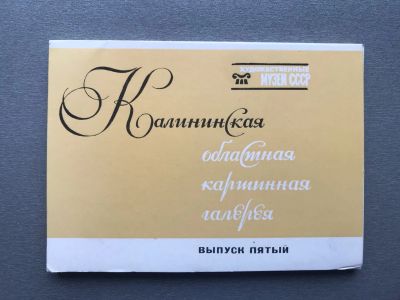 ХУДОЖЕСТВЕННЫЕ
МУЗЕИ СССР
Калининская
областная
картинная
галерея
ВЫПУСК ПЯТЫЙ